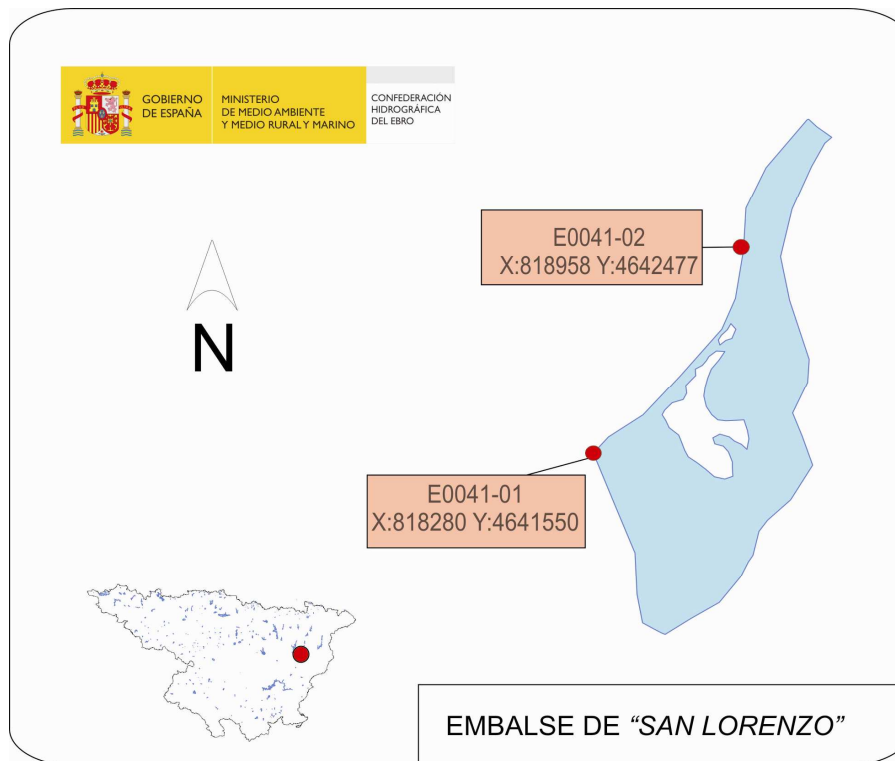 GOBIERNO
DE ESPAÑA
MINISTERIO
DE MEDIO AMBIENTE
Y MEDIO RURAL Y MARINO
CONFEDERACIÓN
HIDROGRÁFICA
DEL EBRO
E0041-02
X:818958 Y:4642477
N
E0041-01
X:818280 Y:4641550
EMBALSE DE “SAN LORENZO”